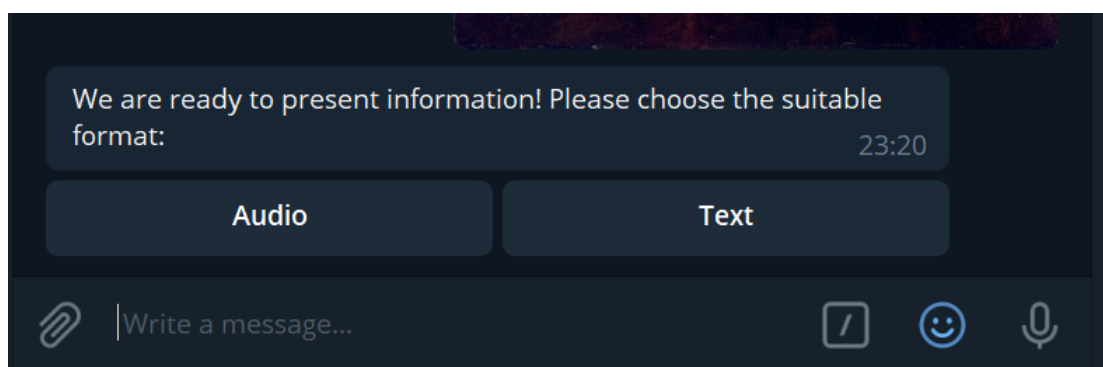 We are ready to present information! Please choose the suitable
format:
23:20
Audio
Text
Write a message...